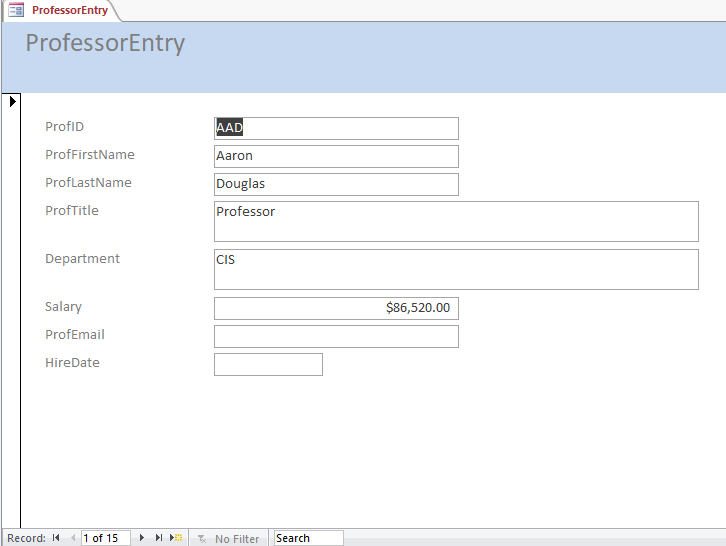 ProfessorEntry
ProfessorEntry
ProfID AAD
ProfFirstName Aaron
ProfLastName Douglas
ProfTitle Professor
Department CIS
Salary $86,520.00
ProfEmail
HireDate
Record: 1 of 15 No Filter Search